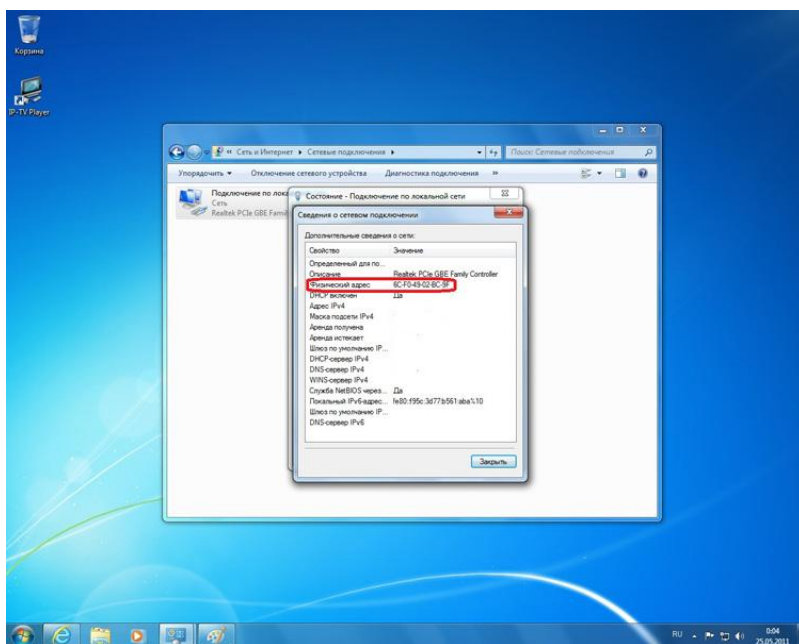 Корзина
IP-TV Player
« Сеть и Интернет ▸ Сетевые подключения ▸
Поиск: Сетевые подключения
Упорядочить ▾ Отключение сетевого устройства Диагностика подключения »
Подключение по лока
Сеть
Realtek PCIe GBE Famil
Состояние - Подключение по локальной сети
Сведения о сетевом подключении
Дополнительные сведения о сети:
Свойство Значение
Определенный для по...
Описание Realtek PCIe GBE Family Controller
Физический адрес 6C-F0-49-02-BC-9F
DHCP включен Да
Адрес IPv4
Маска подсети IPv4
Аренда получена
Аренда истекает
Шлюз по умолчанию IP...
DHCP-сервер IPv4
DNS-сервер IPv4
WINS-сервер IPv4
Служба NetBIOS через... Да
Локальный IPv6-адрес... fe80::f95c:3d77:b561:aba%10
Шлюз по умолчанию IP...
DNS-сервер IPv6
Закрыть
RU
0:04
25.05.2011